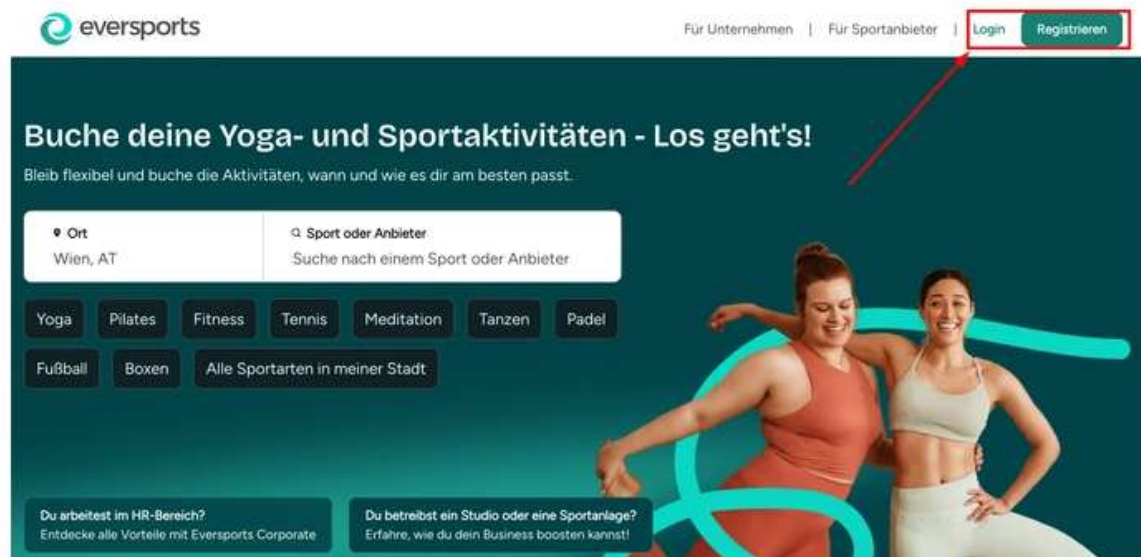 eversports
Für Unternehmen | Für Sportanbieter | Login Registrieren
Buche deine Yoga- und Sportaktivitäten - Los geht's!
Bleib flexibel und buche die Aktivitäten, wann und wie es dir am besten passt.
Ort
Wien, AT
Sport oder Anbieter
Suche nach einem Sport oder Anbieter
Yoga Pilates Fitness Tennis Meditation Tanzen Padel
Fußball Boxen Alle Sportarten in meiner Stadt
Du arbeitest im HR-Bereich?
Entdecke alle Vorteile mit Eversports Corporate
Du betreibst ein Studio oder eine Sportanlage?
Erfahre, wie du dein Business boosten kannst!